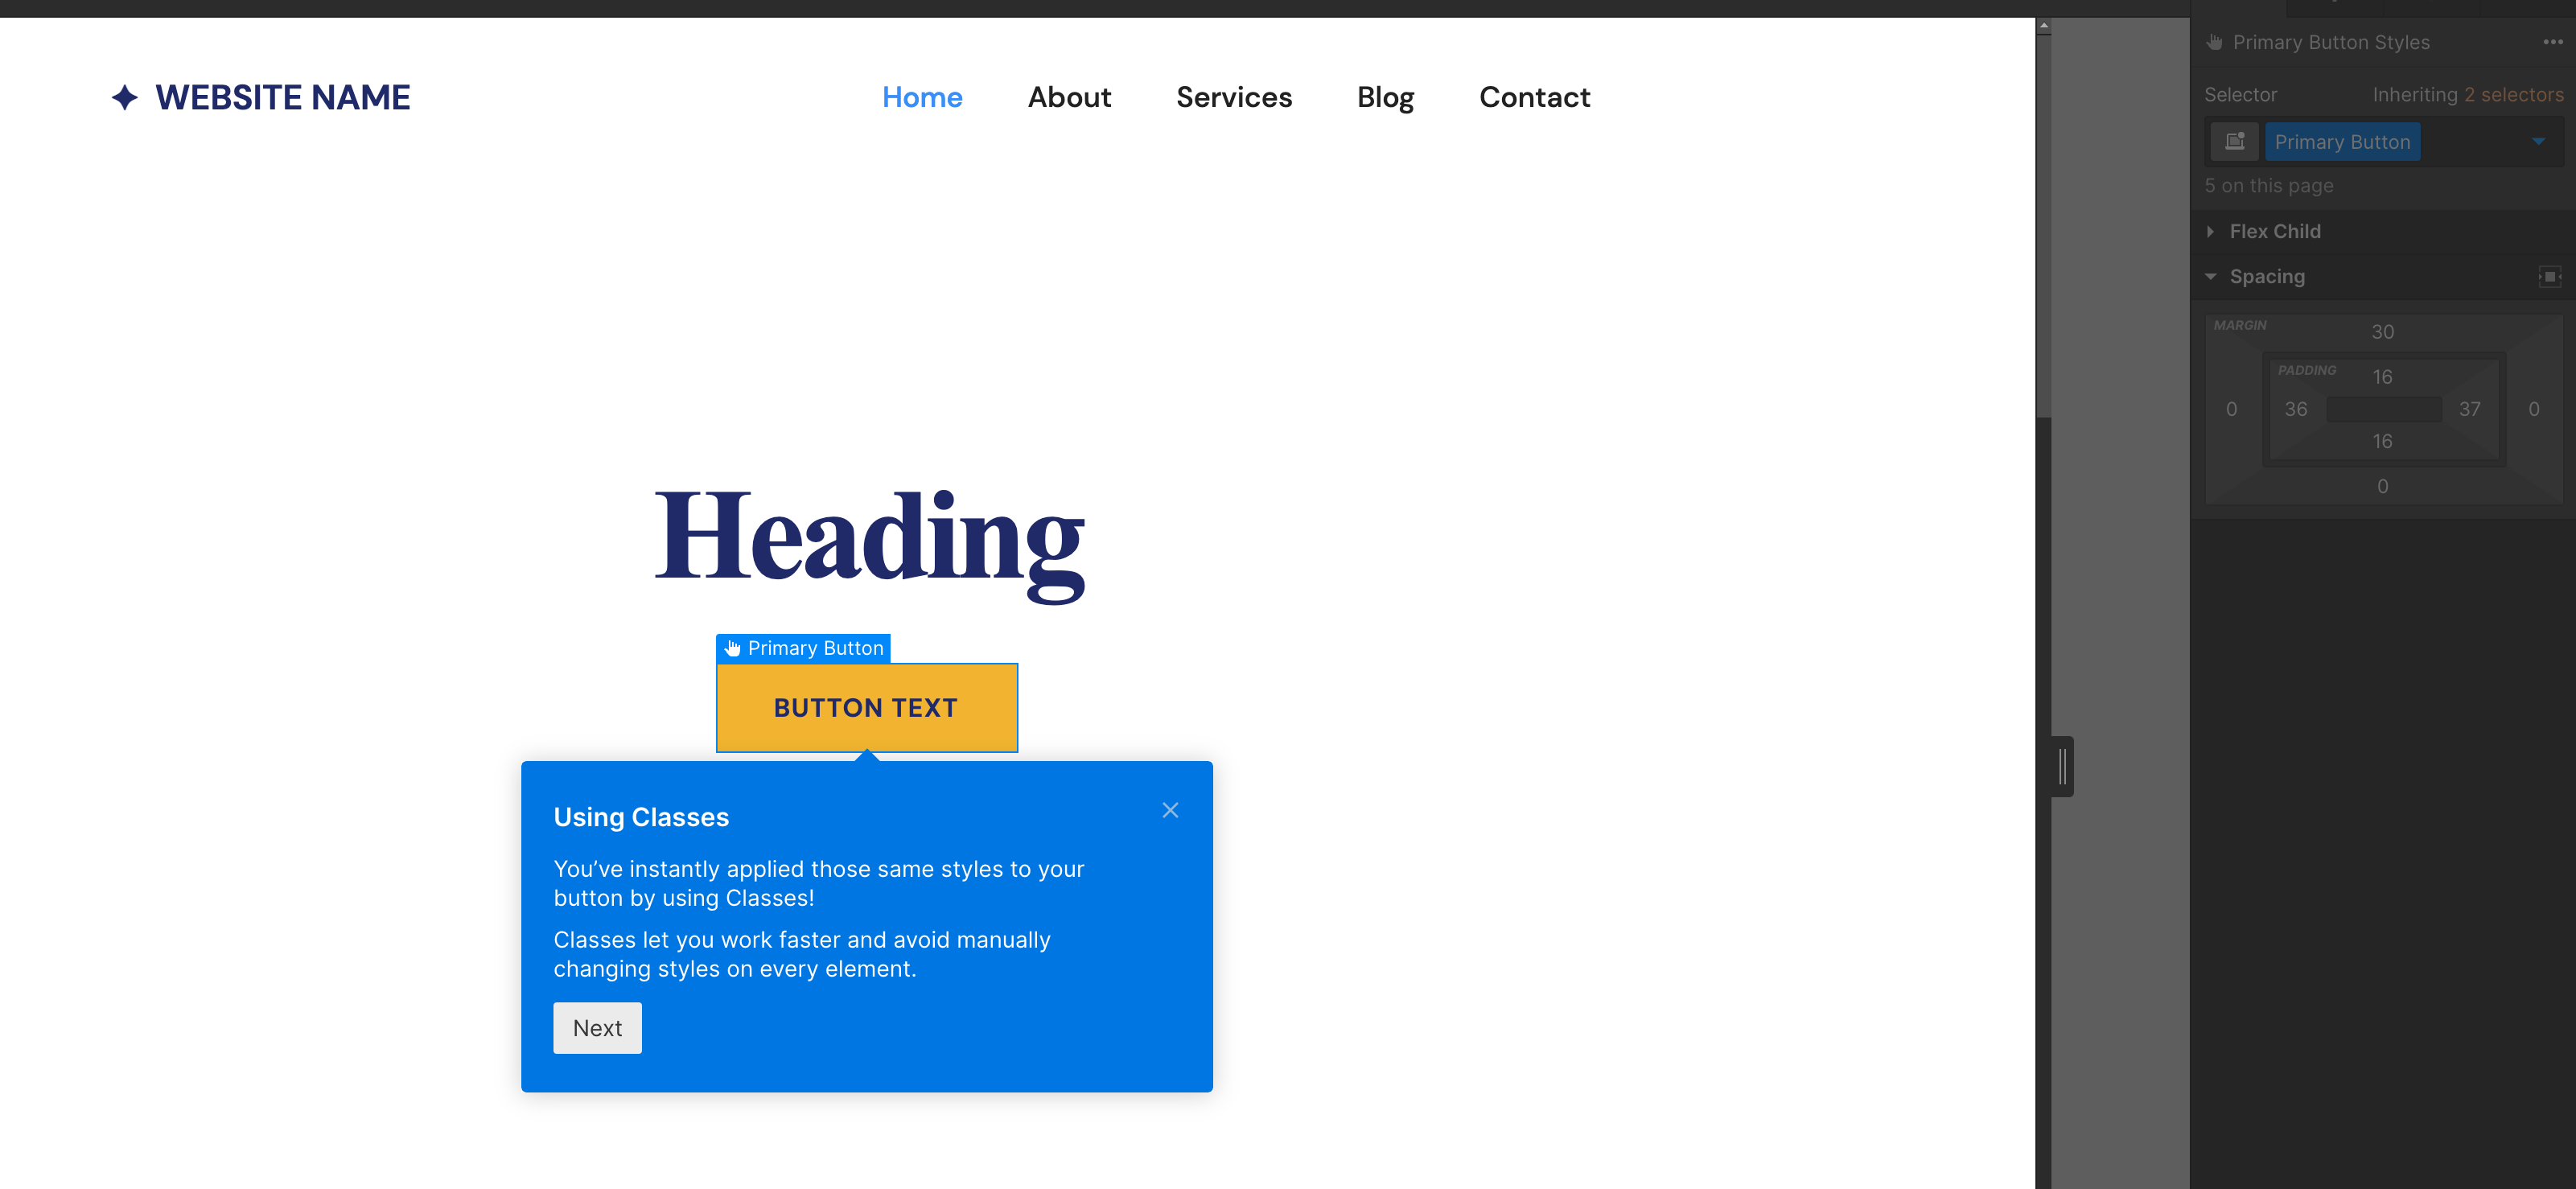 WEBSITE NAME
Home About Services Blog Contact
Heading
Primary Button
BUTTON TEXT
Using Classes
You’ve instantly applied those same styles to your
button by using Classes!
Classes let you work faster and avoid manually
changing styles on every element.
Next
Primary Button Styles
Selector Inheriting 2 selectors
Primary Button
5 on this page
Flex Child
Spacing
MARGIN
30
PADDING
16
0 36 37 0
16
0